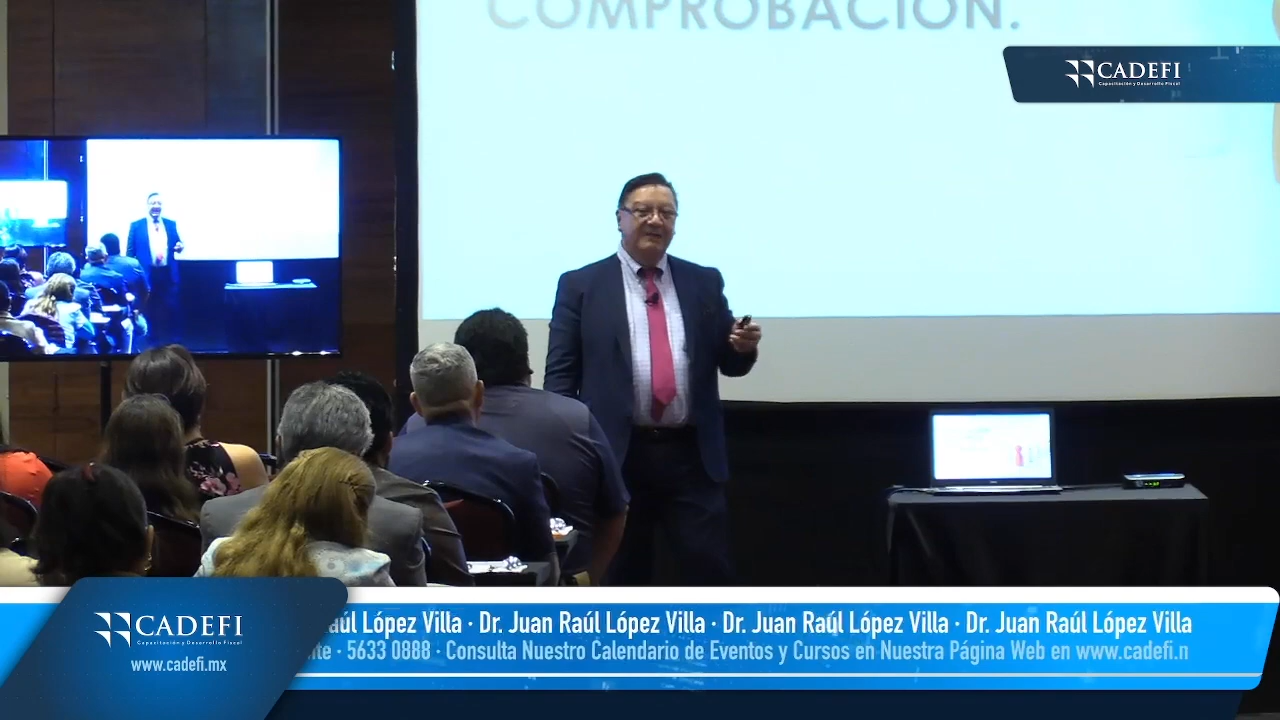 COMPROBACIÓN.
CADEFI
Capacitación y Desarrollo Fiscal
aúl López Villa · Dr. Juan Raúl López Villa · Dr. Juan Raúl López Villa · Dr. Juan Raúl López Villa
nte · 5633 0888 · Consulta Nuestro Calendario de Eventos y Cursos en Nuestra Página Web en www.cadefi.n
CADEFI
Capacitación y Desarrollo Fiscal
www.cadefi.mx